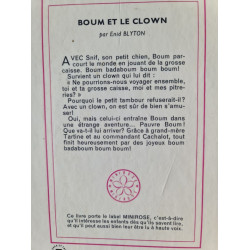 BOUM ET LE CLOWN
par Enid BLYTON
AVEC Snif, son petit chien, Boum par-
court le monde en jouant de la grosse
caisse. Boum badaboum boum boum!
Survient un clown qui lui dit :
« Ne pourrions-nous voyager ensemble,
toi et ta grosse caisse, moi et mes pitre-
ries? »
Pourquoi le petit tambour refuserait-il?
Avec un clown, on est sûr de bien s'amu-
ser!
Oui, mais celui-ci entraîne Boum dans
une étrange aventure... Pauvre Boum!
Que va-t-il lui arriver? Grâce à grand-mère
Tartine et au commandant Cachalot, tout
finit heureusement par des joyeux boum
badaboum boum boum!
Ce livre porte le label MINIROSE, c'est-à-dire
qu'il intéresse les enfants dès qu'ils savent lire,
et qu'il peut aussi bien leur être lu à haute voix.